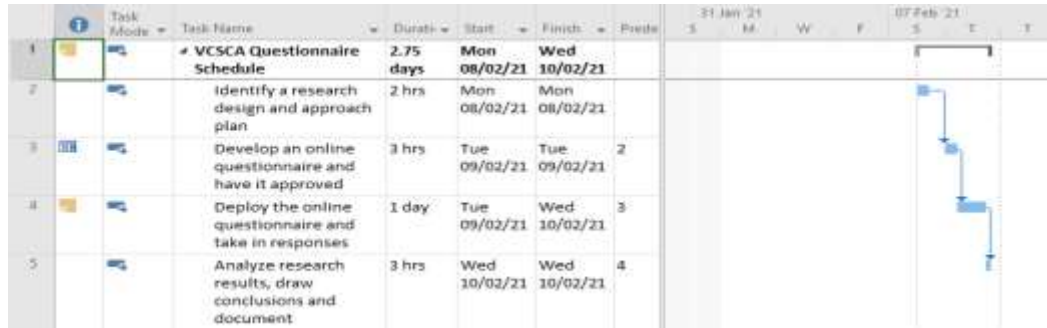 Task Mode Task Name Durati Start Finish Prede
31 Jan '21 07 Feb '21
S M W F S T T
1 VCSCA Questionnaire Schedule 2.75 days Mon 08/02/21 Wed 10/02/21
2 Identify a research design and approach plan 2 hrs Mon 08/02/21 Mon 08/02/21
3 Develop an online questionnaire and have it approved 3 hrs Tue 09/02/21 Tue 09/02/21 2
4 Deploy the online questionnaire and take in responses 1 day Tue 09/02/21 Wed 10/02/21 3
5 Analyze research results, draw conclusions and document 3 hrs Wed 10/02/21 Wed 10/02/21 4